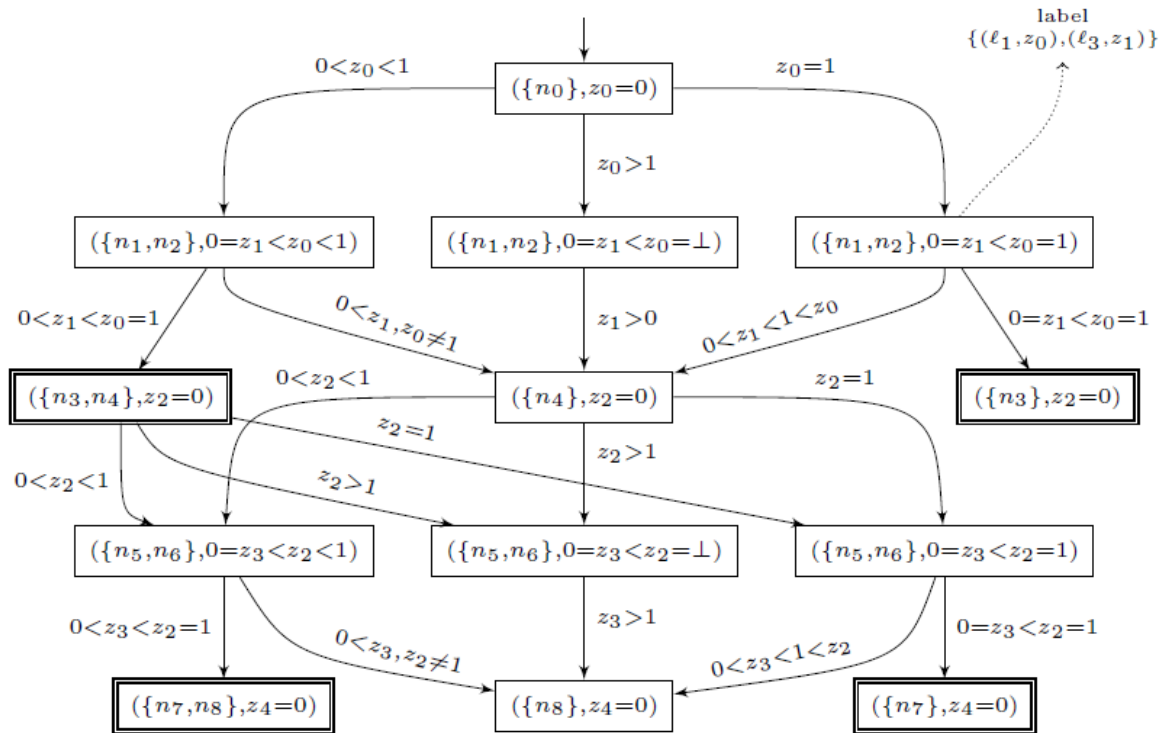 label
{(ℓ₁,z₀),(ℓ₃,z₁)}
0<z₀<1
z₀=1
({n₀},z₀=0)
z₀>1
({n₁,n₂},0=z₁<z₀<1)
({n₁,n₂},0=z₁<z₀=⊥)
({n₁,n₂},0=z₁<z₀=1)
0<z₁<z₀=1
0<z₁,z₀≠1
z₁>0
0<z₁<1<z₀
0=z₁<z₀=1
({n₃,n₄},z₂=0)
0<z₂<1
({n₄},z₂=0)
z₂=1
({n₃},z₂=0)
0<z₂<1
z₂>1
z₂=1
z₂>1
({n₅,n₆},0=z₃<z₂<1)
({n₅,n₆},0=z₃<z₂=⊥)
({n₅,n₆},0=z₃<z₂=1)
0<z₃<z₂=1
0<z₃,z₂≠1
z₃>1
0<z₃<1<z₂
0=z₃<z₂=1
({n₇,n₈},z₄=0)
({n₈},z₄=0)
({n₇},z₄=0)